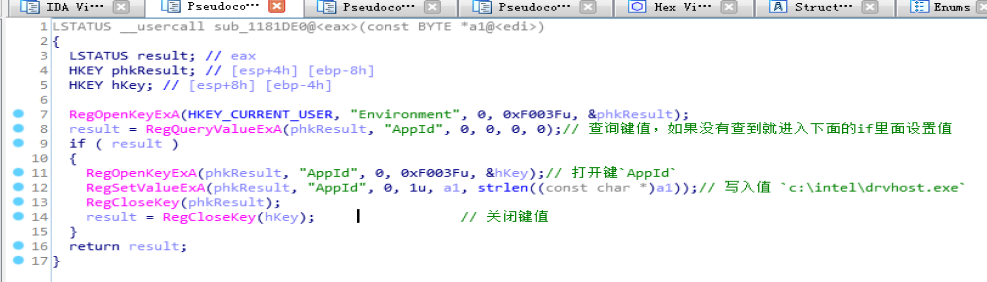 IDA Vi··· Pseudoco··· Pseudoco··· Pseudoco··· Hex Vi··· Struct··· Enums
1 LSTATUS __usercall sub_1181DE0@<eax>(const BYTE *a1@<edi>)
2 {
3 LSTATUS result; // eax
4 HKEY phkResult; // [esp+4h] [ebp-8h]
5 HKEY hKey; // [esp+8h] [ebp-4h]
6
7 RegOpenKeyExA(HKEY_CURRENT_USER, "Environment", 0, 0xF003Fu, &phkResult);
8 result = RegQueryValueExA(phkResult, "AppId", 0, 0, 0, 0);// 查询键值，如果没有查到就进入下面的if里面设置值
9 if ( result )
10 {
11 RegOpenKeyExA(phkResult, "AppId", 0, 0xF003Fu, &hKey);// 打开键`AppId`
12 RegSetValueExA(phkResult, "AppId", 0, 1u, a1, strlen((const char *)a1));// 写入值 `c:\intel\drvhost.exe`
13 RegCloseKey(phkResult);
14 result = RegCloseKey(hKey); // 关闭键值
15 }
16 return result;
17 }